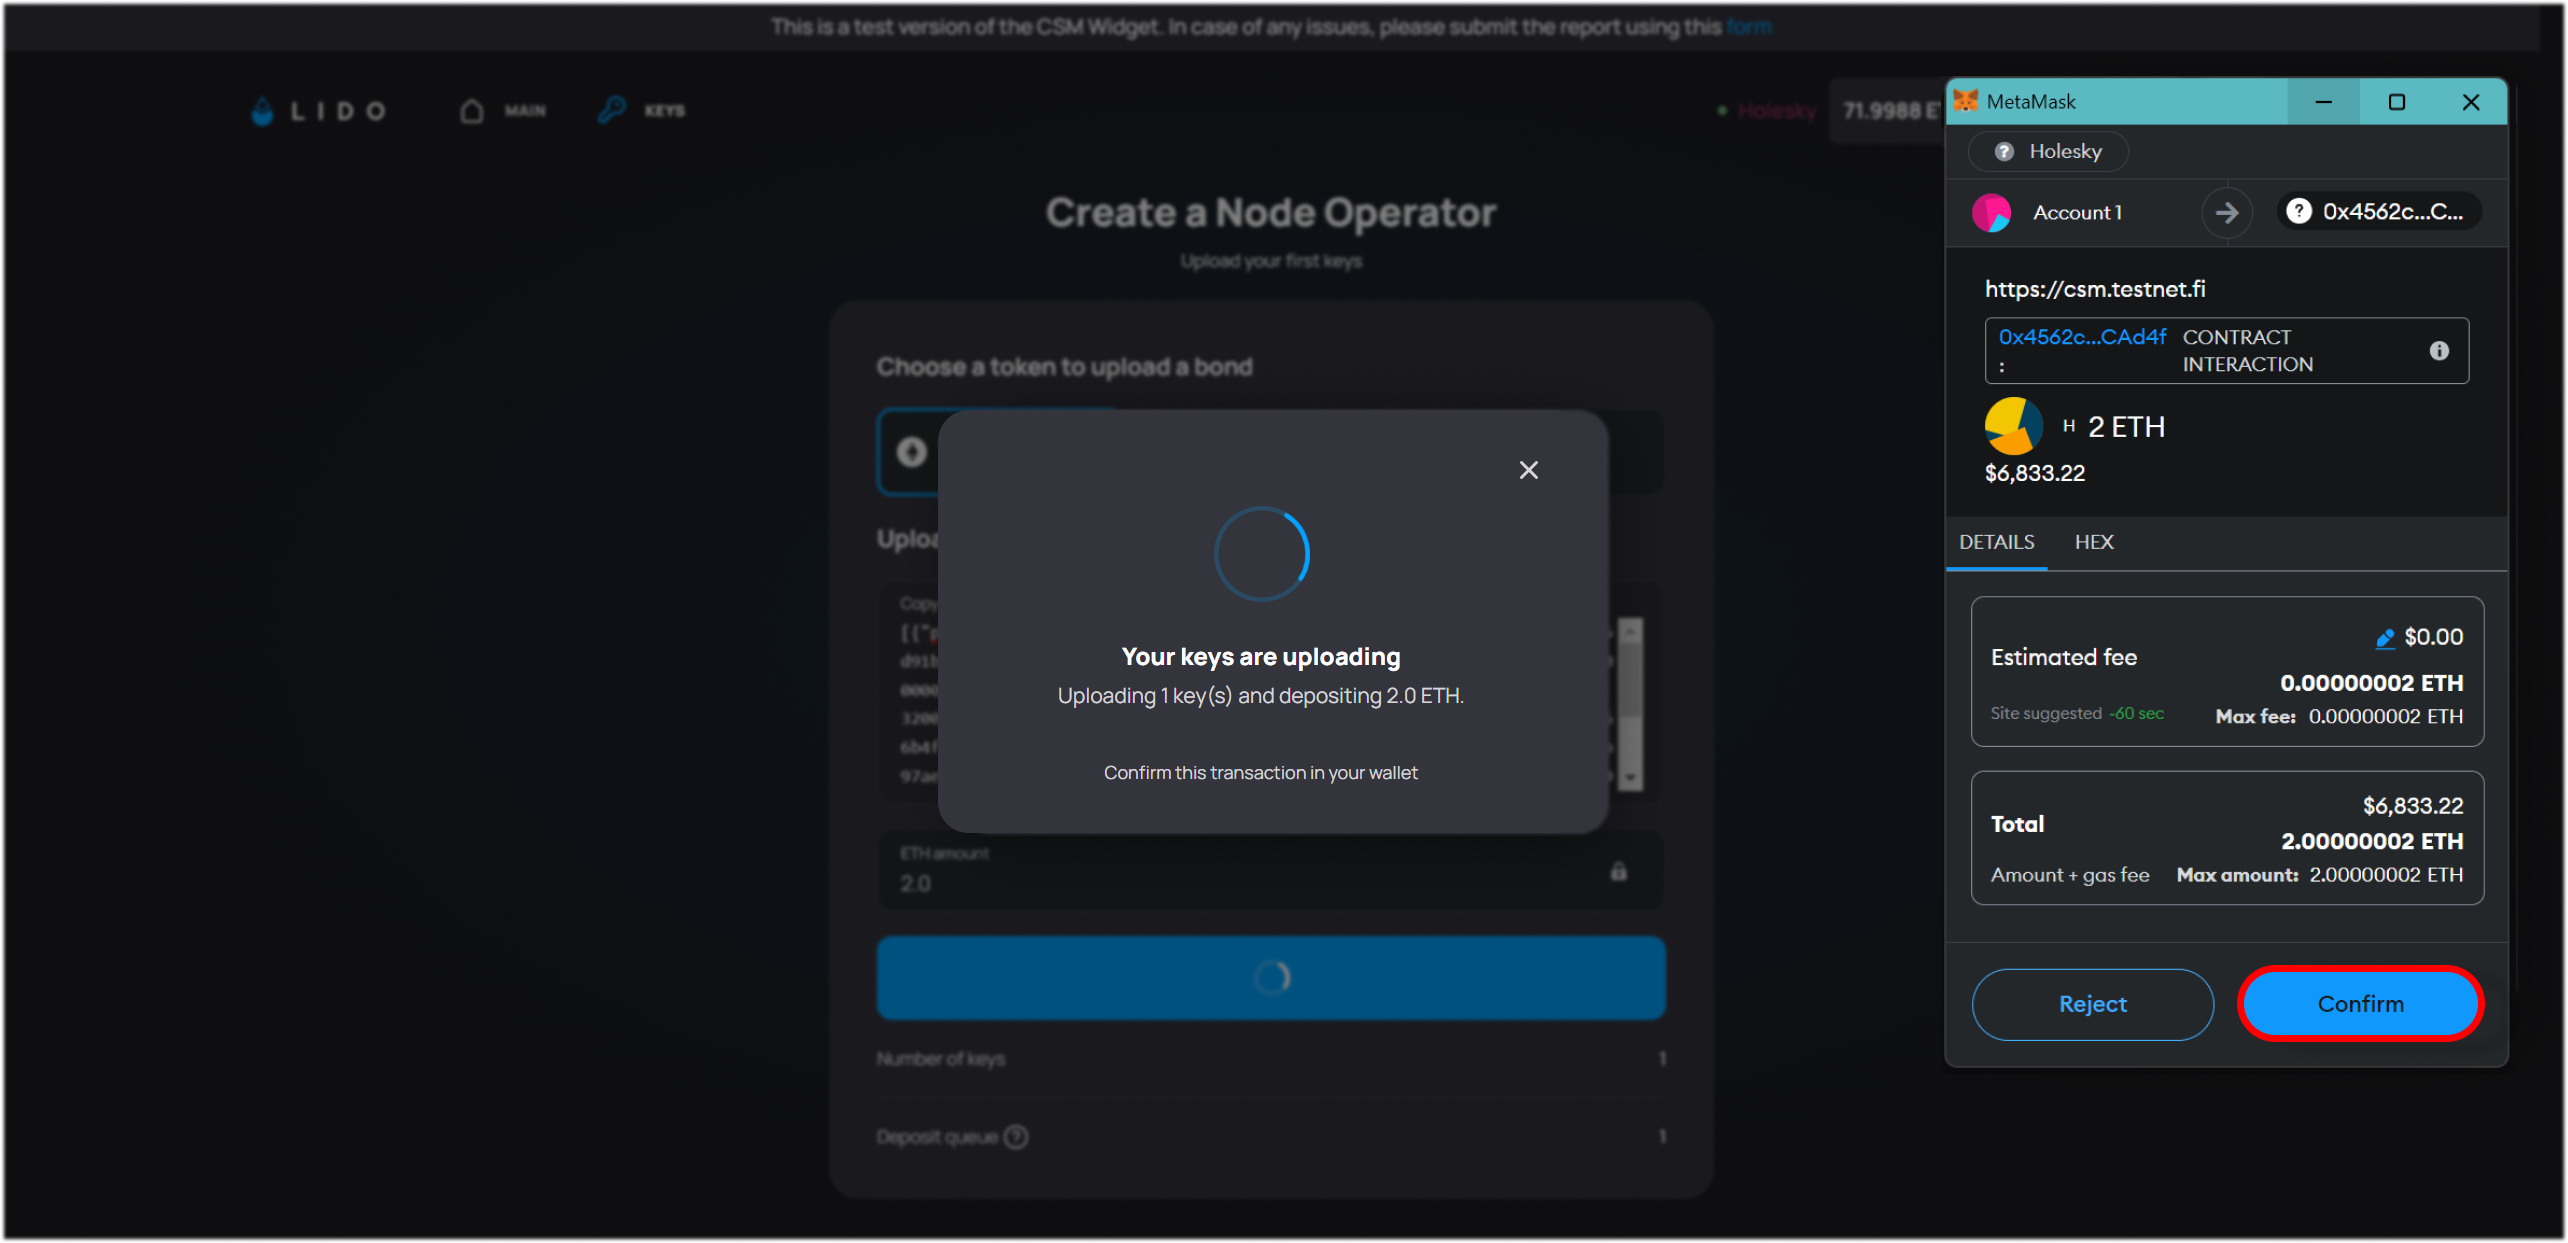 This is a test version of the CSM Widget. In case of any issues, please submit the report using this form
LIDO
MAIN
KEYS
Holesky
71.9988 E
Create a Node Operator
Upload your first keys
Choose a token to upload a bond
Uploa
Copy
[{"p
d91b
0000
3200
6b4f
97ae
Your keys are uploading
Uploading 1 key(s) and depositing 2.0 ETH.
Confirm this transaction in your wallet
ETH amount
2.0
Number of keys 1
Deposit queue ? 1
MetaMask
? Holesky
Account 1
? 0x4562c...C...
https://csm.testnet.fi
0x4562c...CAd4f CONTRACT
: INTERACTION
H 2 ETH
$6,833.22
DETAILS HEX
$0.00
Estimated fee
0.00000002 ETH
Site suggested ~60 sec Max fee: 0.00000002 ETH
$6,833.22
Total
2.00000002 ETH
Amount + gas fee Max amount: 2.00000002 ETH
Reject
Confirm